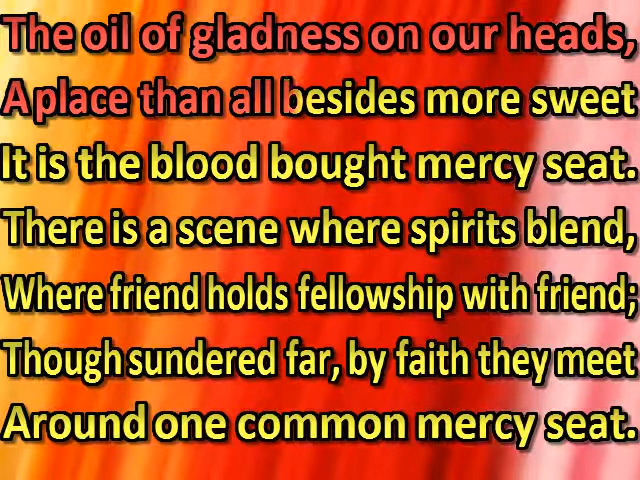 The oil of gladness on our heads,
A place than all besides more sweet
It is the blood bought mercy seat.
There is a scene where spirits blend,
Where friend holds fellowship with friend;
Though sundered far, by faith they meet
Around one common mercy seat.